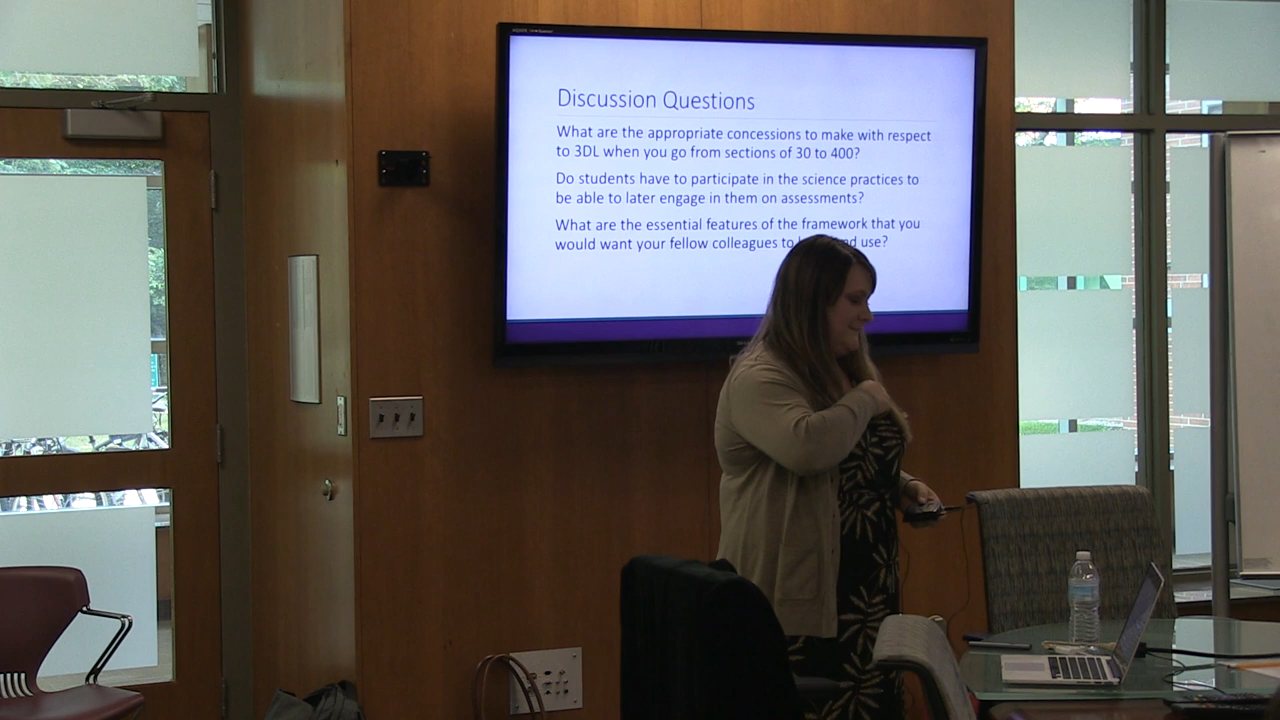 Discussion Questions
What are the appropriate concessions to make with respect
to 3DL when you go from sections of 30 to 400?
Do students have to participate in the science practices to
be able to later engage in them on assessments?
What are the essential features of the framework that you
would want your fellow colleagues to use?